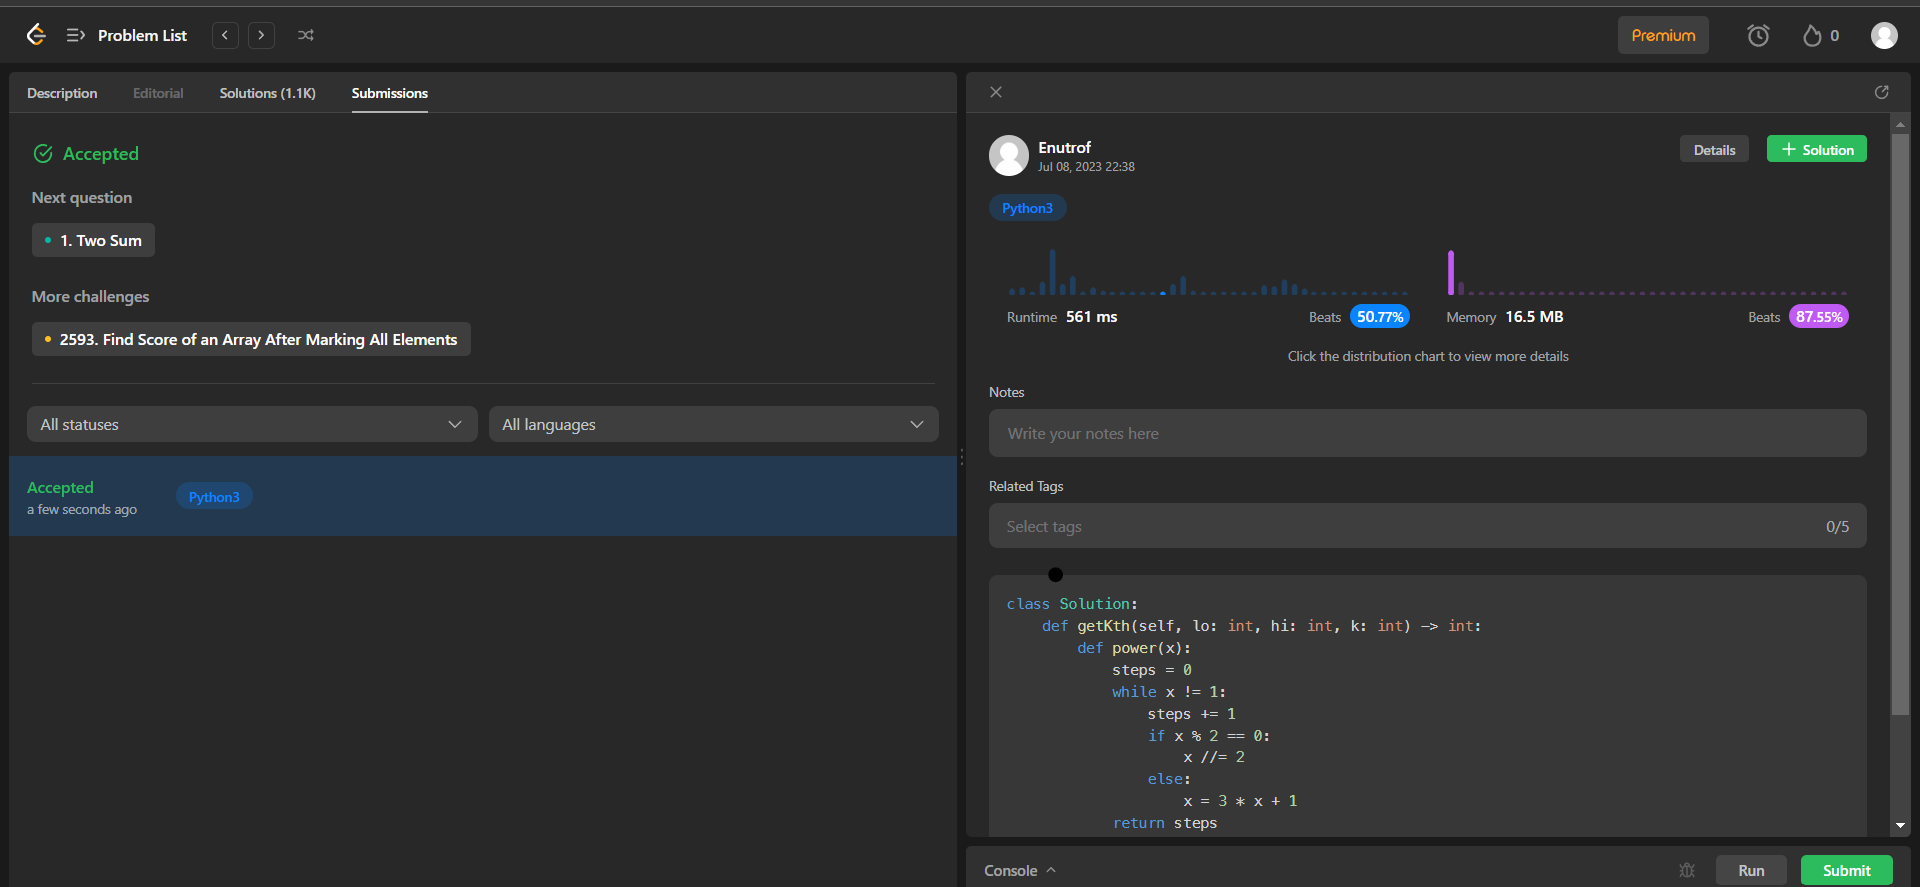 Problem List
Premium
0
Description Editorial Solutions (1.1K) Submissions
Accepted
Next question
1. Two Sum
More challenges
2593. Find Score of an Array After Marking All Elements
All statuses All languages
Accepted
a few seconds ago
Python3
Enutrof
Jul 08, 2023 22:38
Details
Solution
Python3
Runtime 561 ms Beats 50.77%
Memory 16.5 MB Beats 87.55%
Click the distribution chart to view more details
Notes
Write your notes here
Related Tags
Select tags 0/5
class Solution:
    def getKth(self, lo: int, hi: int, k: int) -> int:
        def power(x):
            steps = 0
            while x != 1:
                steps += 1
                if x % 2 == 0:
                    x //= 2
                else:
                    x = 3 * x + 1
            return steps
Console
Run
Submit